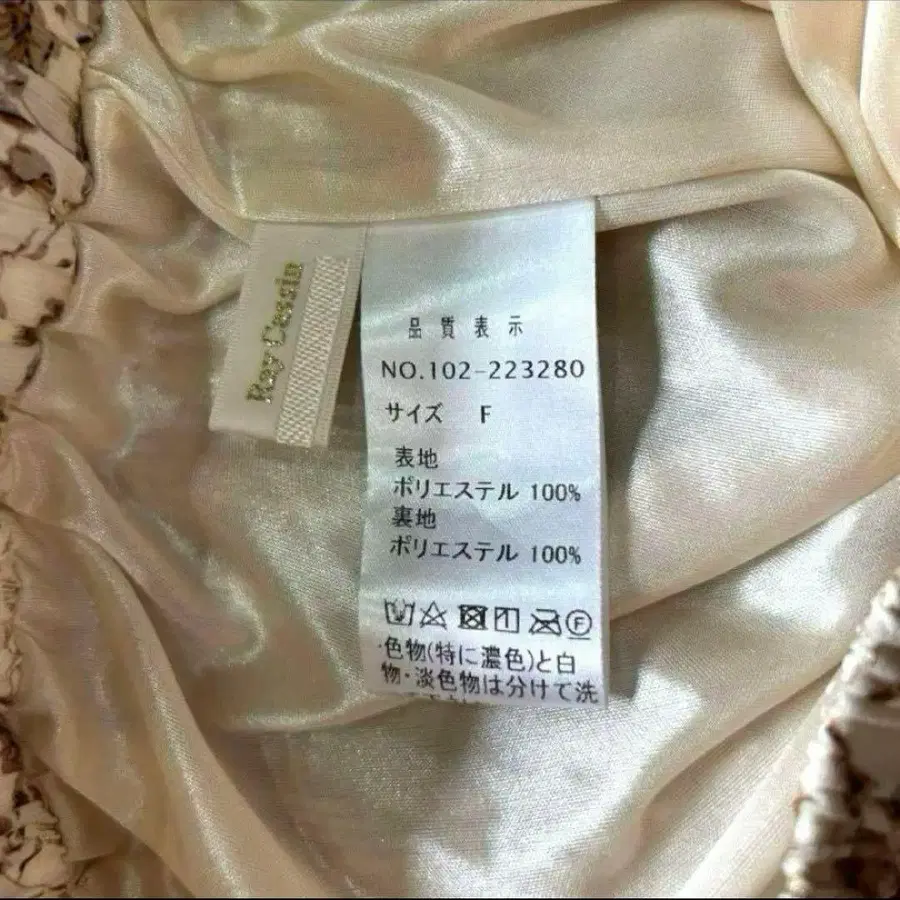 Ray Cassin
品質表示
NO.102-223280
サイズ F
表地
ポリエステル 100%
裏地
ポリエステル 100%
F
・色物(特に濃色)と白
物・淡色物は分けて洗